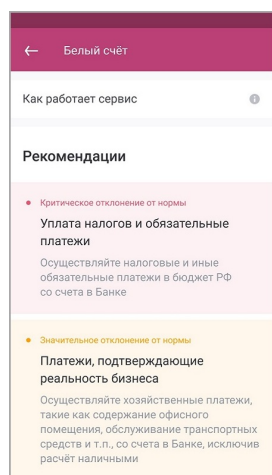 Белый счёт
Как работает сервис
Рекомендации
Критическое отклонение от нормы
Уплата налогов и обязательные
платежи
Осуществляйте налоговые и иные
обязательные платежи в бюджет РФ
со счета в Банке
Значительное отклонение от нормы
Платежи, подтверждающие
реальность бизнеса
Осуществляйте хозяйственные платежи,
такие как содержание офисного
помещения, обслуживание транспортных
средств и т.п., со счета в Банке, исключив
расчёт наличными